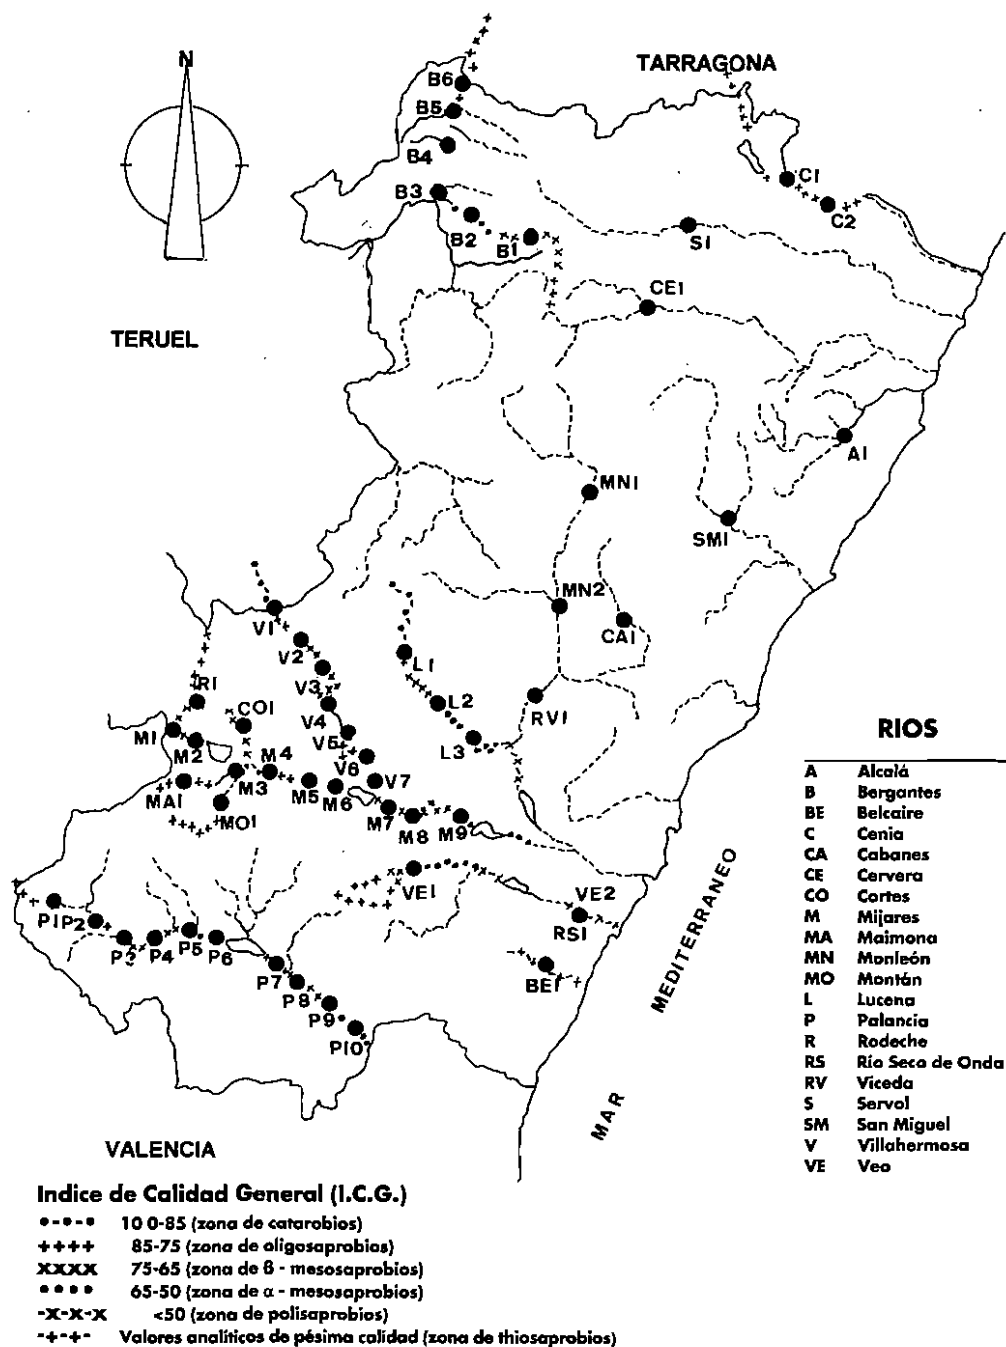 N
TARRAGONA
B6
B5
B4
B3
B2
B1
C1
C2
S1
CE1
TERUEL
A1
MN1
SM1
MN2
CA1
V1
V2
V3
V4
V5
V6
V7
L1
L2
L3
RV1
R1
CO1
M1
M2
M3
M4
M5
M6
M7
M8
M9
MA1
MO1
VE1
VE2
RS1
BE1
P1
P2
P3
P4
P5
P6
P7
P8
P9
P10
MAR MEDITERRANEO
VALENCIA
RIOS
A Alcalá
B Bergantes
BE Belcaire
C Cenia
CA Cabanes
CE Cervera
CO Cortes
M Mijares
MA Maimona
MN Monleón
MO Montán
L Lucena
P Palancia
R Rodeche
RS Rio Seco de Onda
RV Viceda
S Servol
SM San Miguel
V Villahermosa
VE Veo
Indice de Calidad General (I.C.G.)
10 0-85 (zona de catarobios)
85-75 (zona de oligosaprobios)
75-65 (zona de β - mesosaprobios)
65-50 (zona de α - mesosaprobios)
<50 (zona de polisaprobios)
Valores analíticos de pésima calidad (zona de thiosaprobios)